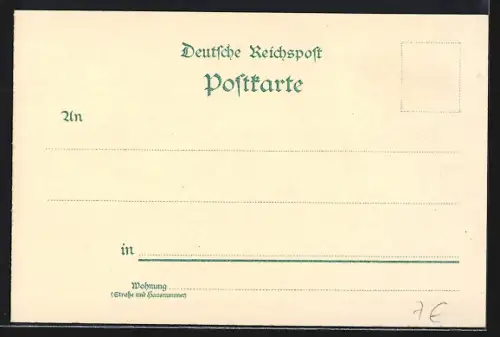 Deutsche Reichspost
Postkarte
An
in
Wohnung
(Straße und Hausnummer)
7€